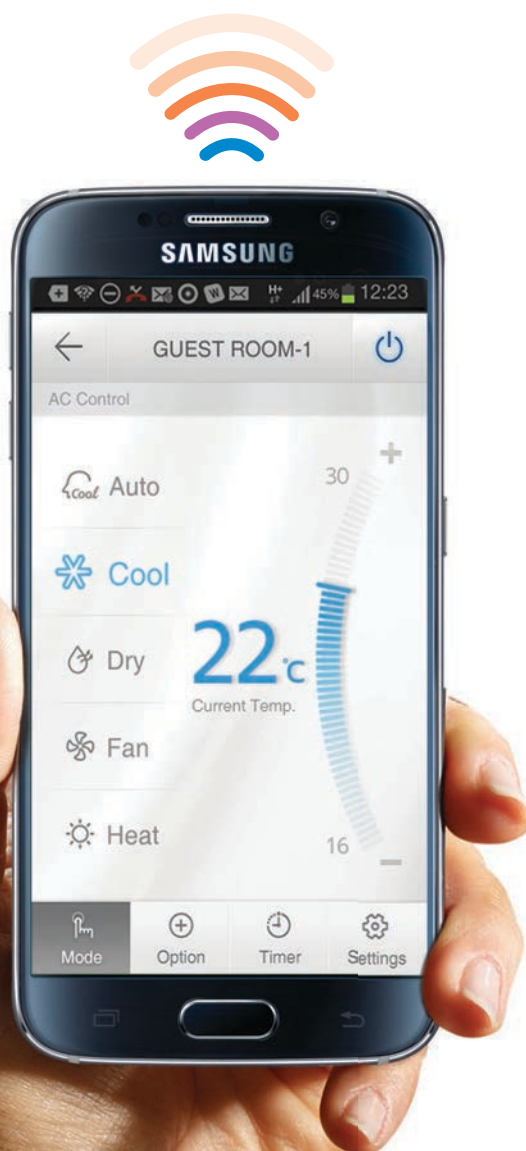 SAMSUNG
H+ 45% 12:23
GUEST ROOM-1
AC Control
Cool Auto
30
Cool
Dry
22°c
Current Temp.
Fan
Heat
16
Mode Option Timer Settings